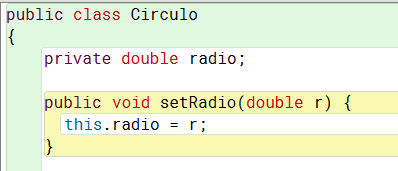 public class Circulo
{
private double radio;
public void setRadio(double r) {
this.radio = r;
}